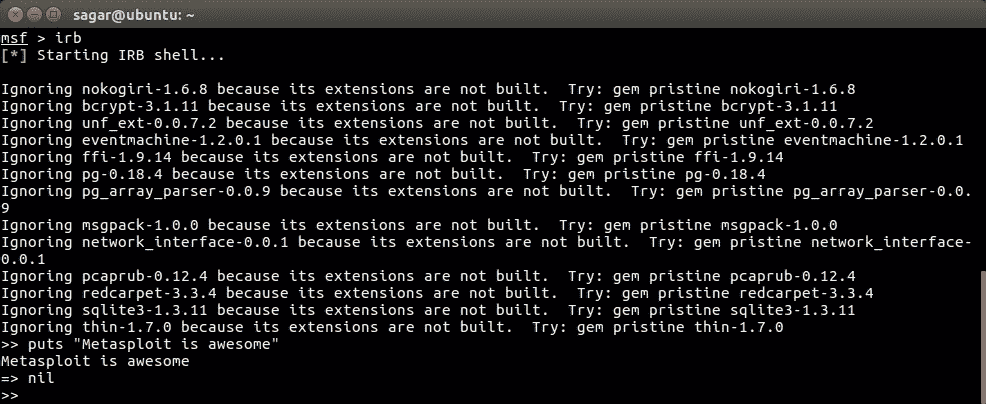 sagar@ubuntu: ~
msf > irb
[*] Starting IRB shell...
Ignoring nokogiri-1.6.8 because its extensions are not built.  Try: gem pristine nokogiri-1.6.8
Ignoring bcrypt-3.1.11 because its extensions are not built.  Try: gem pristine bcrypt-3.1.11
Ignoring unf_ext-0.0.7.2 because its extensions are not built.  Try: gem pristine unf_ext-0.0.7.2
Ignoring eventmachine-1.2.0.1 because its extensions are not built.  Try: gem pristine eventmachine-1.2.0.1
Ignoring ffi-1.9.14 because its extensions are not built.  Try: gem pristine ffi-1.9.14
Ignoring pg-0.18.4 because its extensions are not built.  Try: gem pristine pg-0.18.4
Ignoring pg_array_parser-0.0.9 because its extensions are not built.  Try: gem pristine pg_array_parser-0.0.
9
Ignoring msgpack-1.0.0 because its extensions are not built.  Try: gem pristine msgpack-1.0.0
Ignoring network_interface-0.0.1 because its extensions are not built.  Try: gem pristine network_interface-
0.0.1
Ignoring pcaprub-0.12.4 because its extensions are not built.  Try: gem pristine pcaprub-0.12.4
Ignoring redcarpet-3.3.4 because its extensions are not built.  Try: gem pristine redcarpet-3.3.4
Ignoring sqlite3-1.3.11 because its extensions are not built.  Try: gem pristine sqlite3-1.3.11
Ignoring thin-1.7.0 because its extensions are not built.  Try: gem pristine thin-1.7.0
>> puts "Metasploit is awesome"
Metasploit is awesome
=> nil
>>